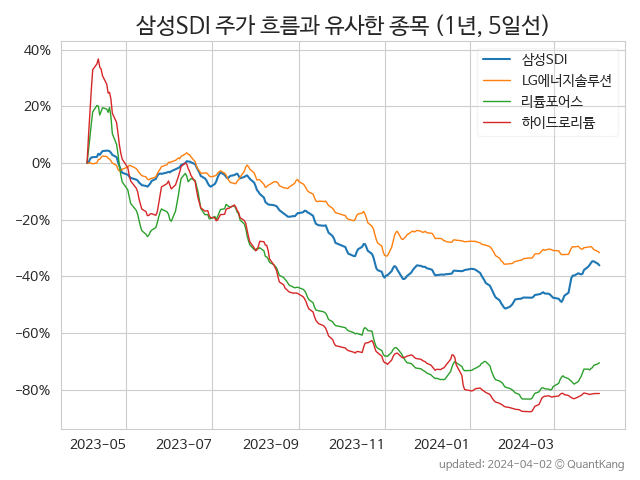 삼성SDI 주가 흐름과 유사한 종목 (1년, 5일선)
삼성SDI
LG에너지솔루션
리튬포어스
하이드로리튬
40%
20%
0%
−20%
−40%
−60%
−80%
2023-05 2023-07 2023-09 2023-11 2024-01 2024-03
updated: 2024-04-02 © QuantKang